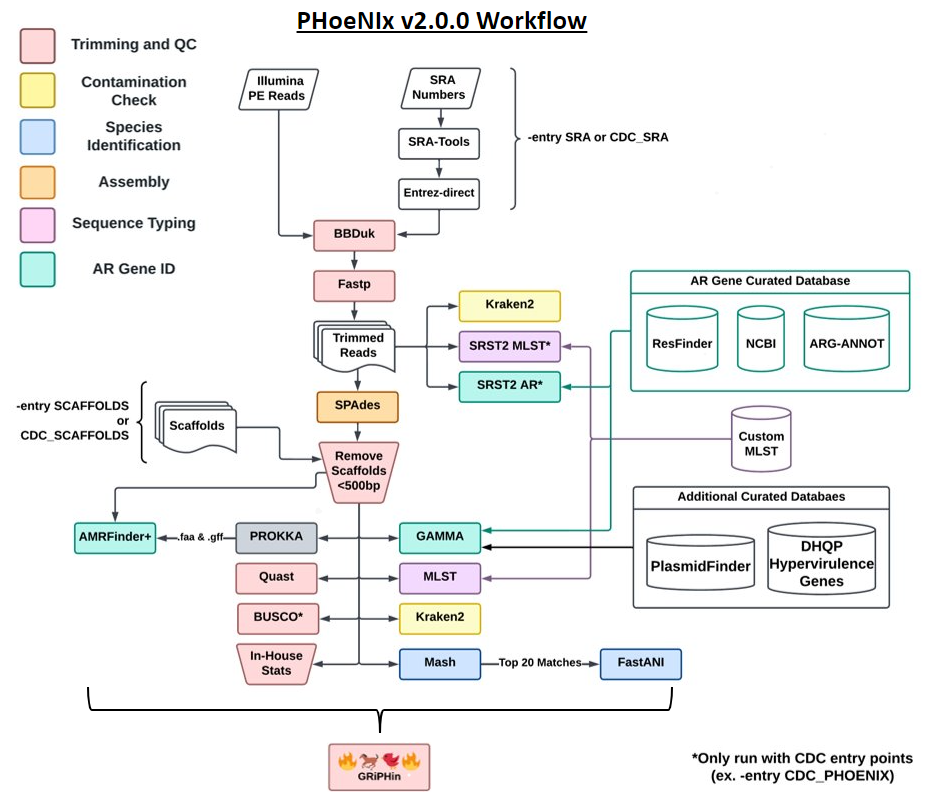 PHoeNIx v2.0.0 Workflow
Trimming and QC
Contamination
Check
Species
Identification
Assembly
Sequence Typing
AR Gene ID
Illumina
PE Reads
SRA
Numbers
SRA-Tools
Entrez-direct
-entry SRA or CDC_SRA
BBDuk
Fastp
Trimmed
Reads
Kraken2
SRST2 MLST*
SRST2 AR*
AR Gene Curated Database
ResFinder
NCBI
ARG-ANNOT
SPAdes
-entry SCAFFOLDS
or
CDC_SCAFFOLDS
Scaffolds
Remove
Scaffolds
<500bp
Custom
MLST
Additional Curated Databaes
PlasmidFinder
DHQP
Hypervirulence
Genes
AMRFinder+
.faa & .gff
PROKKA
GAMMA
Quast
MLST
BUSCO*
Kraken2
In-House
Stats
Mash
Top 20 Matches
FastANI
GRiPHin
*Only run with CDC entry points
(ex. -entry CDC_PHOENIX)